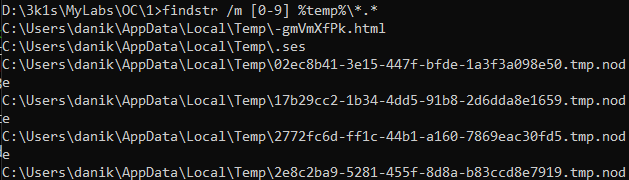 D:\3k1s\MyLabs\OC\1>findstr /m [0-9] %temp%\*.*
C:\Users\danik\AppData\Local\Temp\-gmVmXfPk.html
C:\Users\danik\AppData\Local\Temp\.ses
C:\Users\danik\AppData\Local\Temp\02ec8b41-3e15-447f-bfde-1a3f3a098e50.tmp.nod
e
C:\Users\danik\AppData\Local\Temp\17b29cc2-1b34-4dd5-91b8-2d6dda8e1659.tmp.nod
e
C:\Users\danik\AppData\Local\Temp\2772fc6d-ff1c-44b1-a160-7869eac30fd5.tmp.nod
e
C:\Users\danik\AppData\Local\Temp\2e8c2ba9-5281-455f-8d8a-b83ccd8e7919.tmp.nod